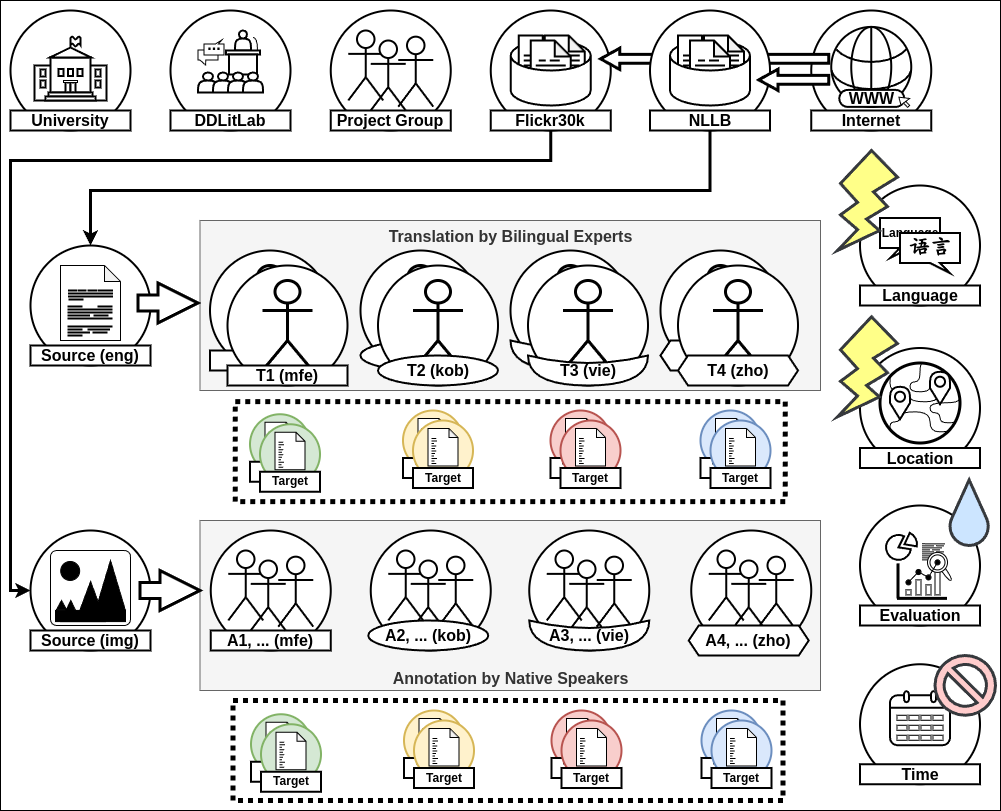 University
DDLitLab
Project Group
Flickr30k
NLLB
WWW
Internet
Translation by Bilingual Experts
Language
语言
Language
Source (eng)
T1 (mfe)
T2 (kob)
T3 (vie)
T4 (zho)
Target
Target
Target
Target
Location
Source (img)
A1, ... (mfe)
A2, ... (kob)
A3, ... (vie)
A4, ... (zho)
Evaluation
Annotation by Native Speakers
Target
Target
Target
Target
Time